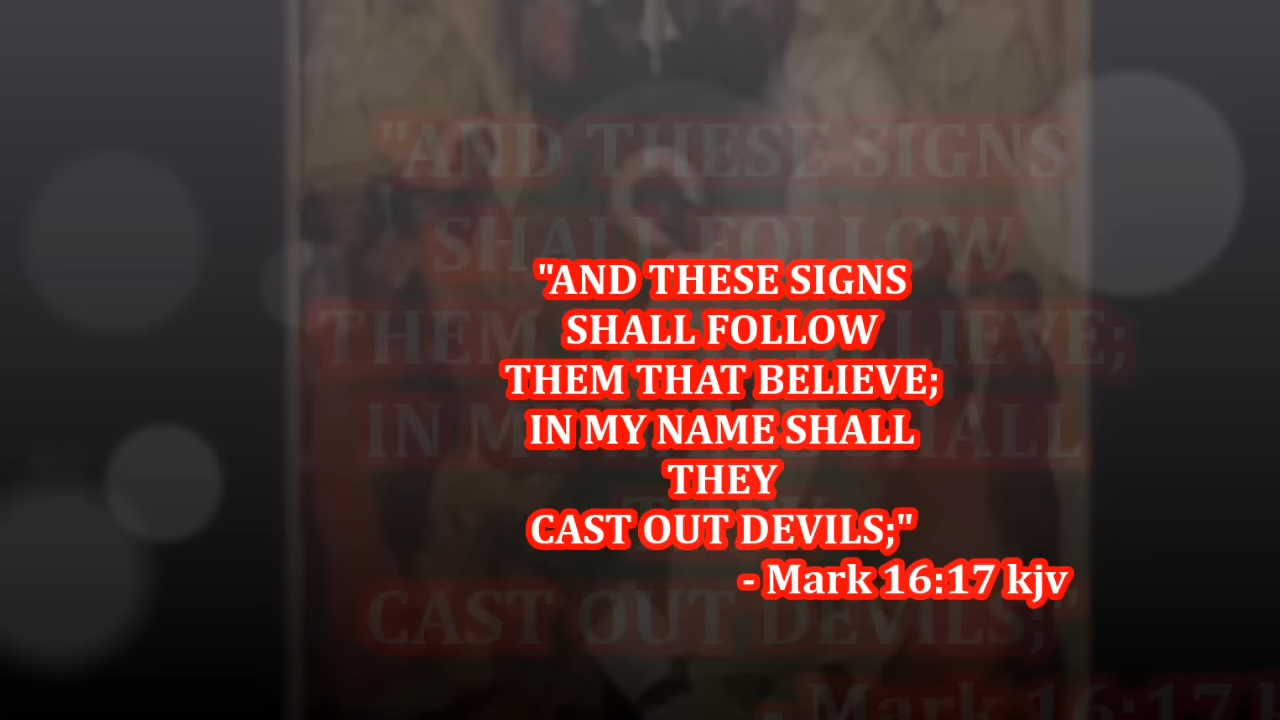 "AND THESE SIGNS
SHALL FOLLOW
THEM THAT BELIEVE;
IN MY NAME SHALL
THEY
CAST OUT DEVILS;"
- Mark 16:17 kjv